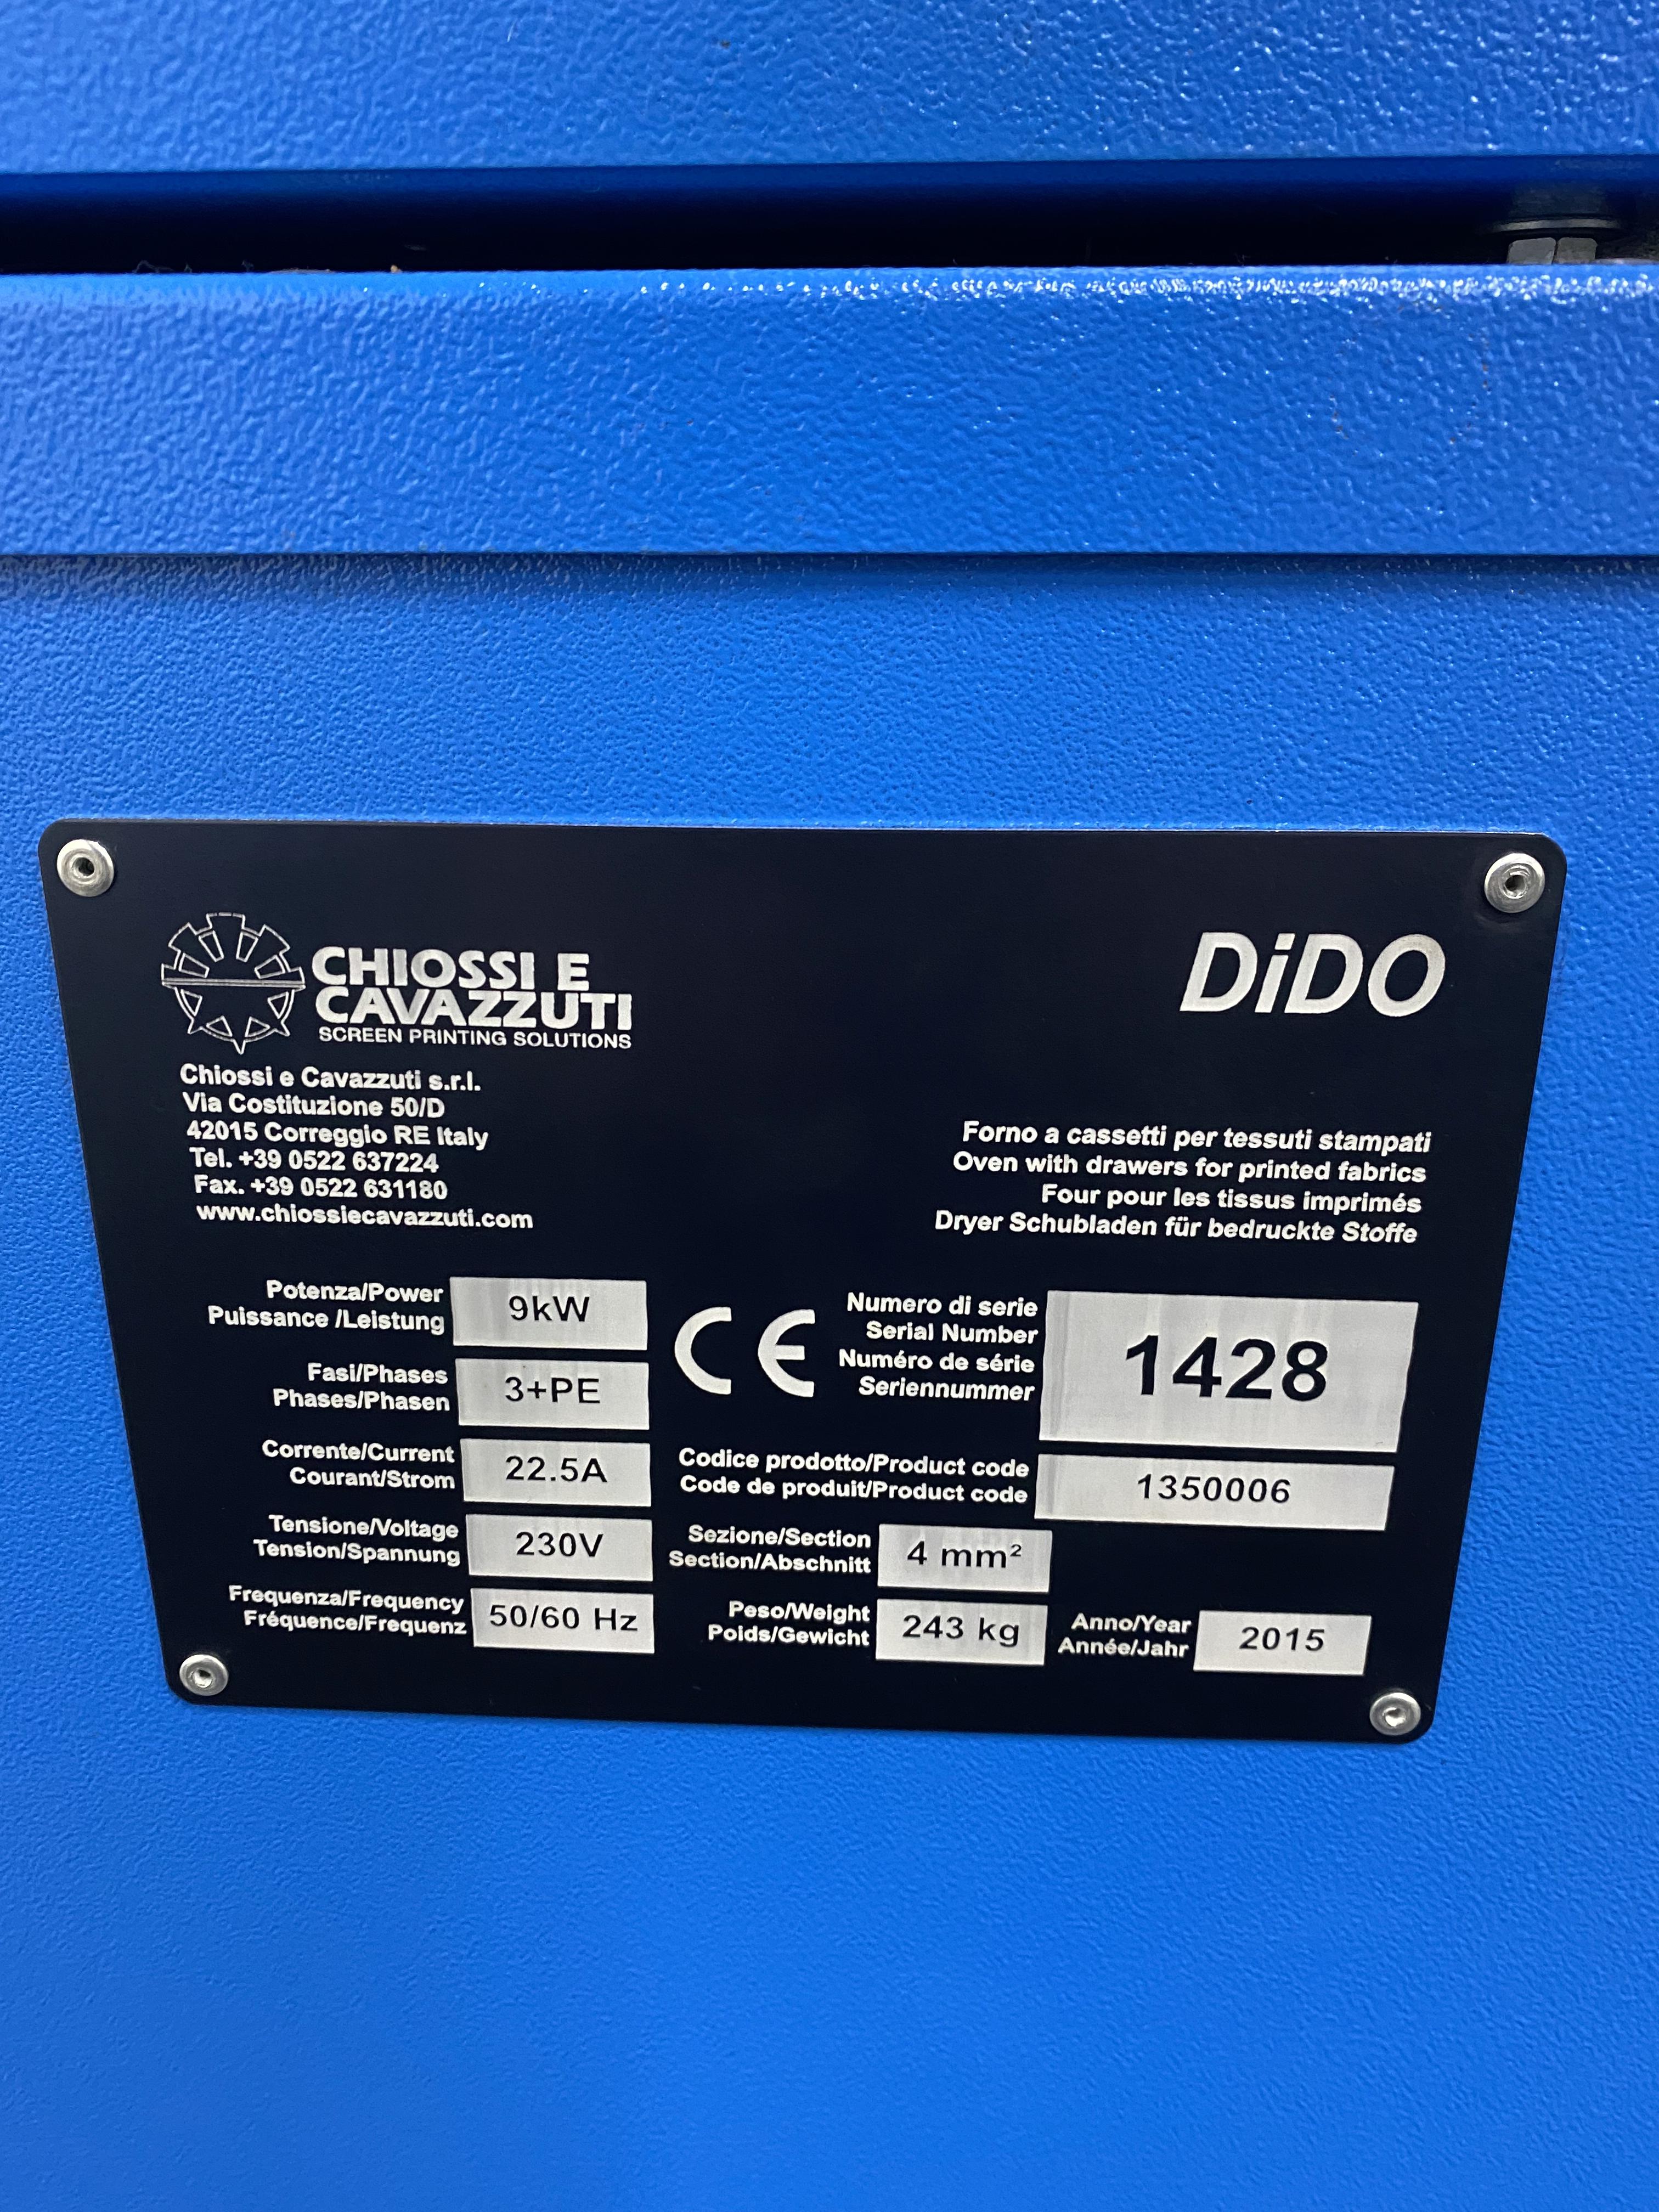 CHIOSSI E
CAVAZZUTI
SCREEN PRINTING SOLUTIONS
DiDO
Chiossi e Cavazzuti s.r.l.
Via Costituzione 50/D
42015 Correggio RE Italy
Tel. +39 0522 637224
Fax. +39 0522 631180
www.chiossiecavazzuti.com
Forno a cassetti per tessuti stampati
Oven with drawers for printed fabrics
Four pour les tissus imprimés
Dryer Schubladen für bedruckte Stoffe
Potenza/Power
Puissance /Leistung
9kW
Fasi/Phases
Phases/Phasen
3+PE
Corrente/Current
Courant/Strom
22.5A
Tensione/Voltage
Tension/Spannung
230V
Frequenza/Frequency
Fréquence/Frequenz
50/60 Hz
CE
Numero di serie
Serial Number
Numéro de série
Seriennummer
1428
Codice prodotto/Product code
Code de produit/Product code
1350006
Sezione/Section
Section/Abschnitt
4 mm²
Peso/Weight
Poids/Gewicht
243 kg
Anno/Year
Année/Jahr
2015